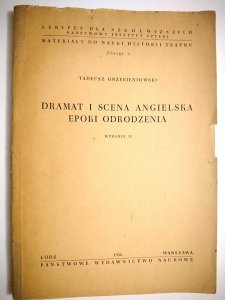 SKRYPTY DLA SZKÓŁ WYŻSZYCH
PAŃSTWOWY INSTYTUT SZTUKI
MATERIAŁY DO NAUKI HISTORII TEATRU
Zeszyt
TADEUSZ GRZEBIENIOWSKI
DRAMAT I SCENA ANGIELSKA
EPOKI ODRODZENIA
WYDANIE II
ŁÓDŹ 1956 WARSZAWA
PAŃSTWOWE WYDAWNICTWO NAUKOWE